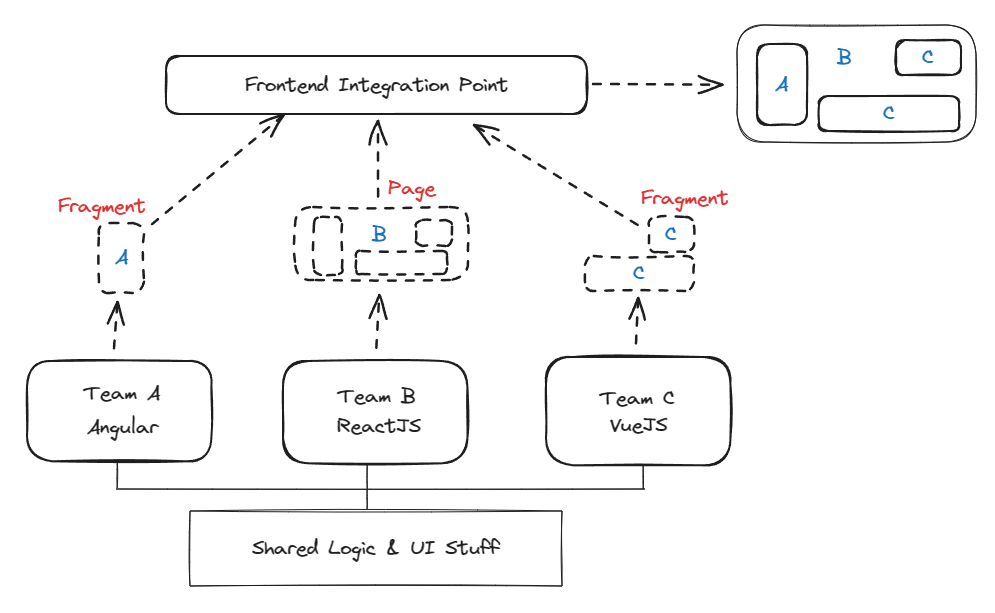 Frontend Integration Point
A
B
C
C
Fragment
Page
Fragment
A
B
C
C
Team A
Angular
Team B
ReactJS
Team C
VueJS
Shared Logic & UI Stuff